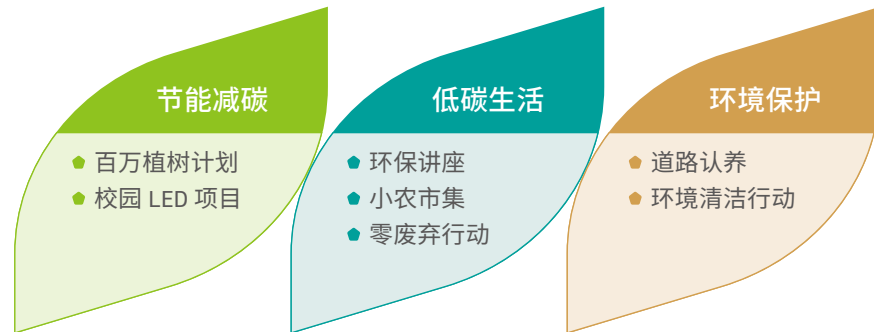 节能减碳
百万植树计划
校园 LED 项目
低碳生活
环保讲座
小农市集
零废弃行动
环境保护
道路认养
环境清洁行动